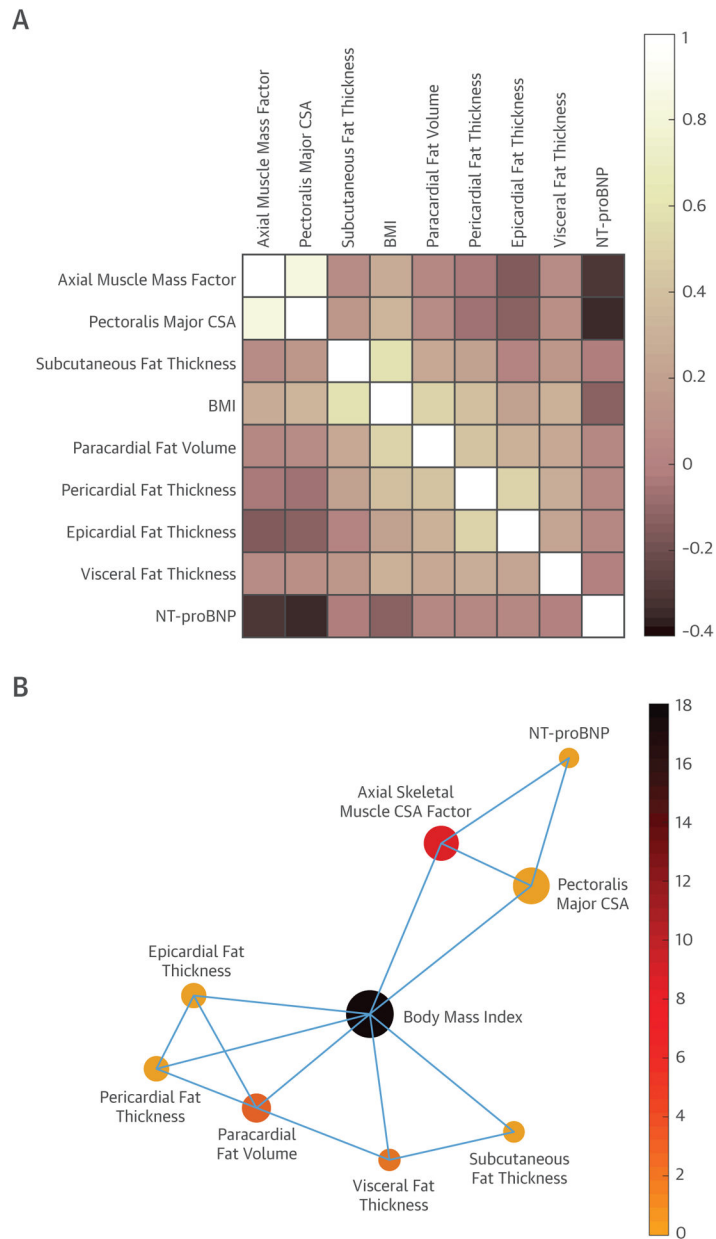 A
Axial Muscle Mass Factor
Pectoralis Major CSA
Subcutaneous Fat Thickness
BMI
Paracardial Fat Volume
Pericardial Fat Thickness
Epicardial Fat Thickness
Visceral Fat Thickness
NT-proBNP
1
0.8
0.6
0.4
0.2
0
-0.2
-0.4
Axial Muscle Mass Factor
Pectoralis Major CSA
Subcutaneous Fat Thickness
BMI
Paracardial Fat Volume
Pericardial Fat Thickness
Epicardial Fat Thickness
Visceral Fat Thickness
NT-proBNP
B
NT-proBNP
Axial Skeletal
Muscle CSA Factor
Pectoralis
Major CSA
Epicardial Fat
Thickness
Body Mass Index
Pericardial Fat
Thickness
Paracardial
Fat Volume
Visceral Fat
Thickness
Subcutaneous
Fat Thickness
18
16
14
12
10
8
6
4
2
0